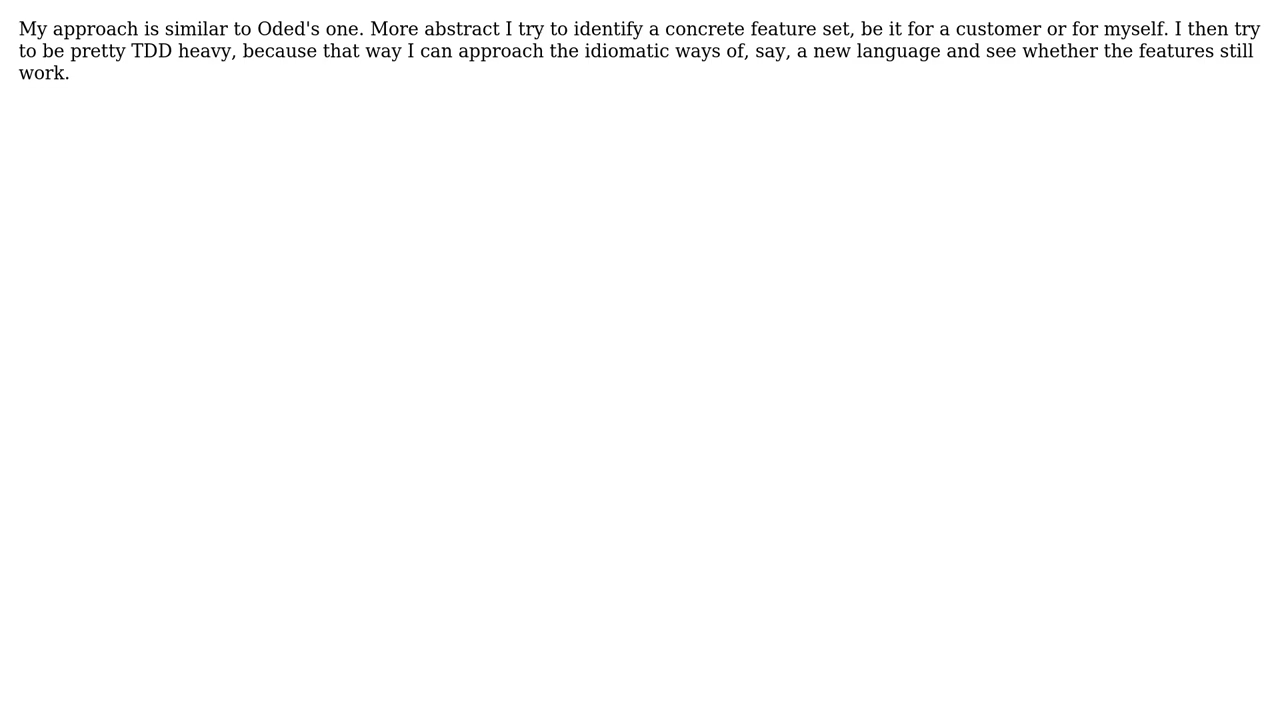 My approach is similar to Oded's one. More abstract I try to identify a concrete feature set, be it for a customer or for myself. I then try
to be pretty TDD heavy, because that way I can approach the idiomatic ways of, say, a new language and see whether the features still
work.